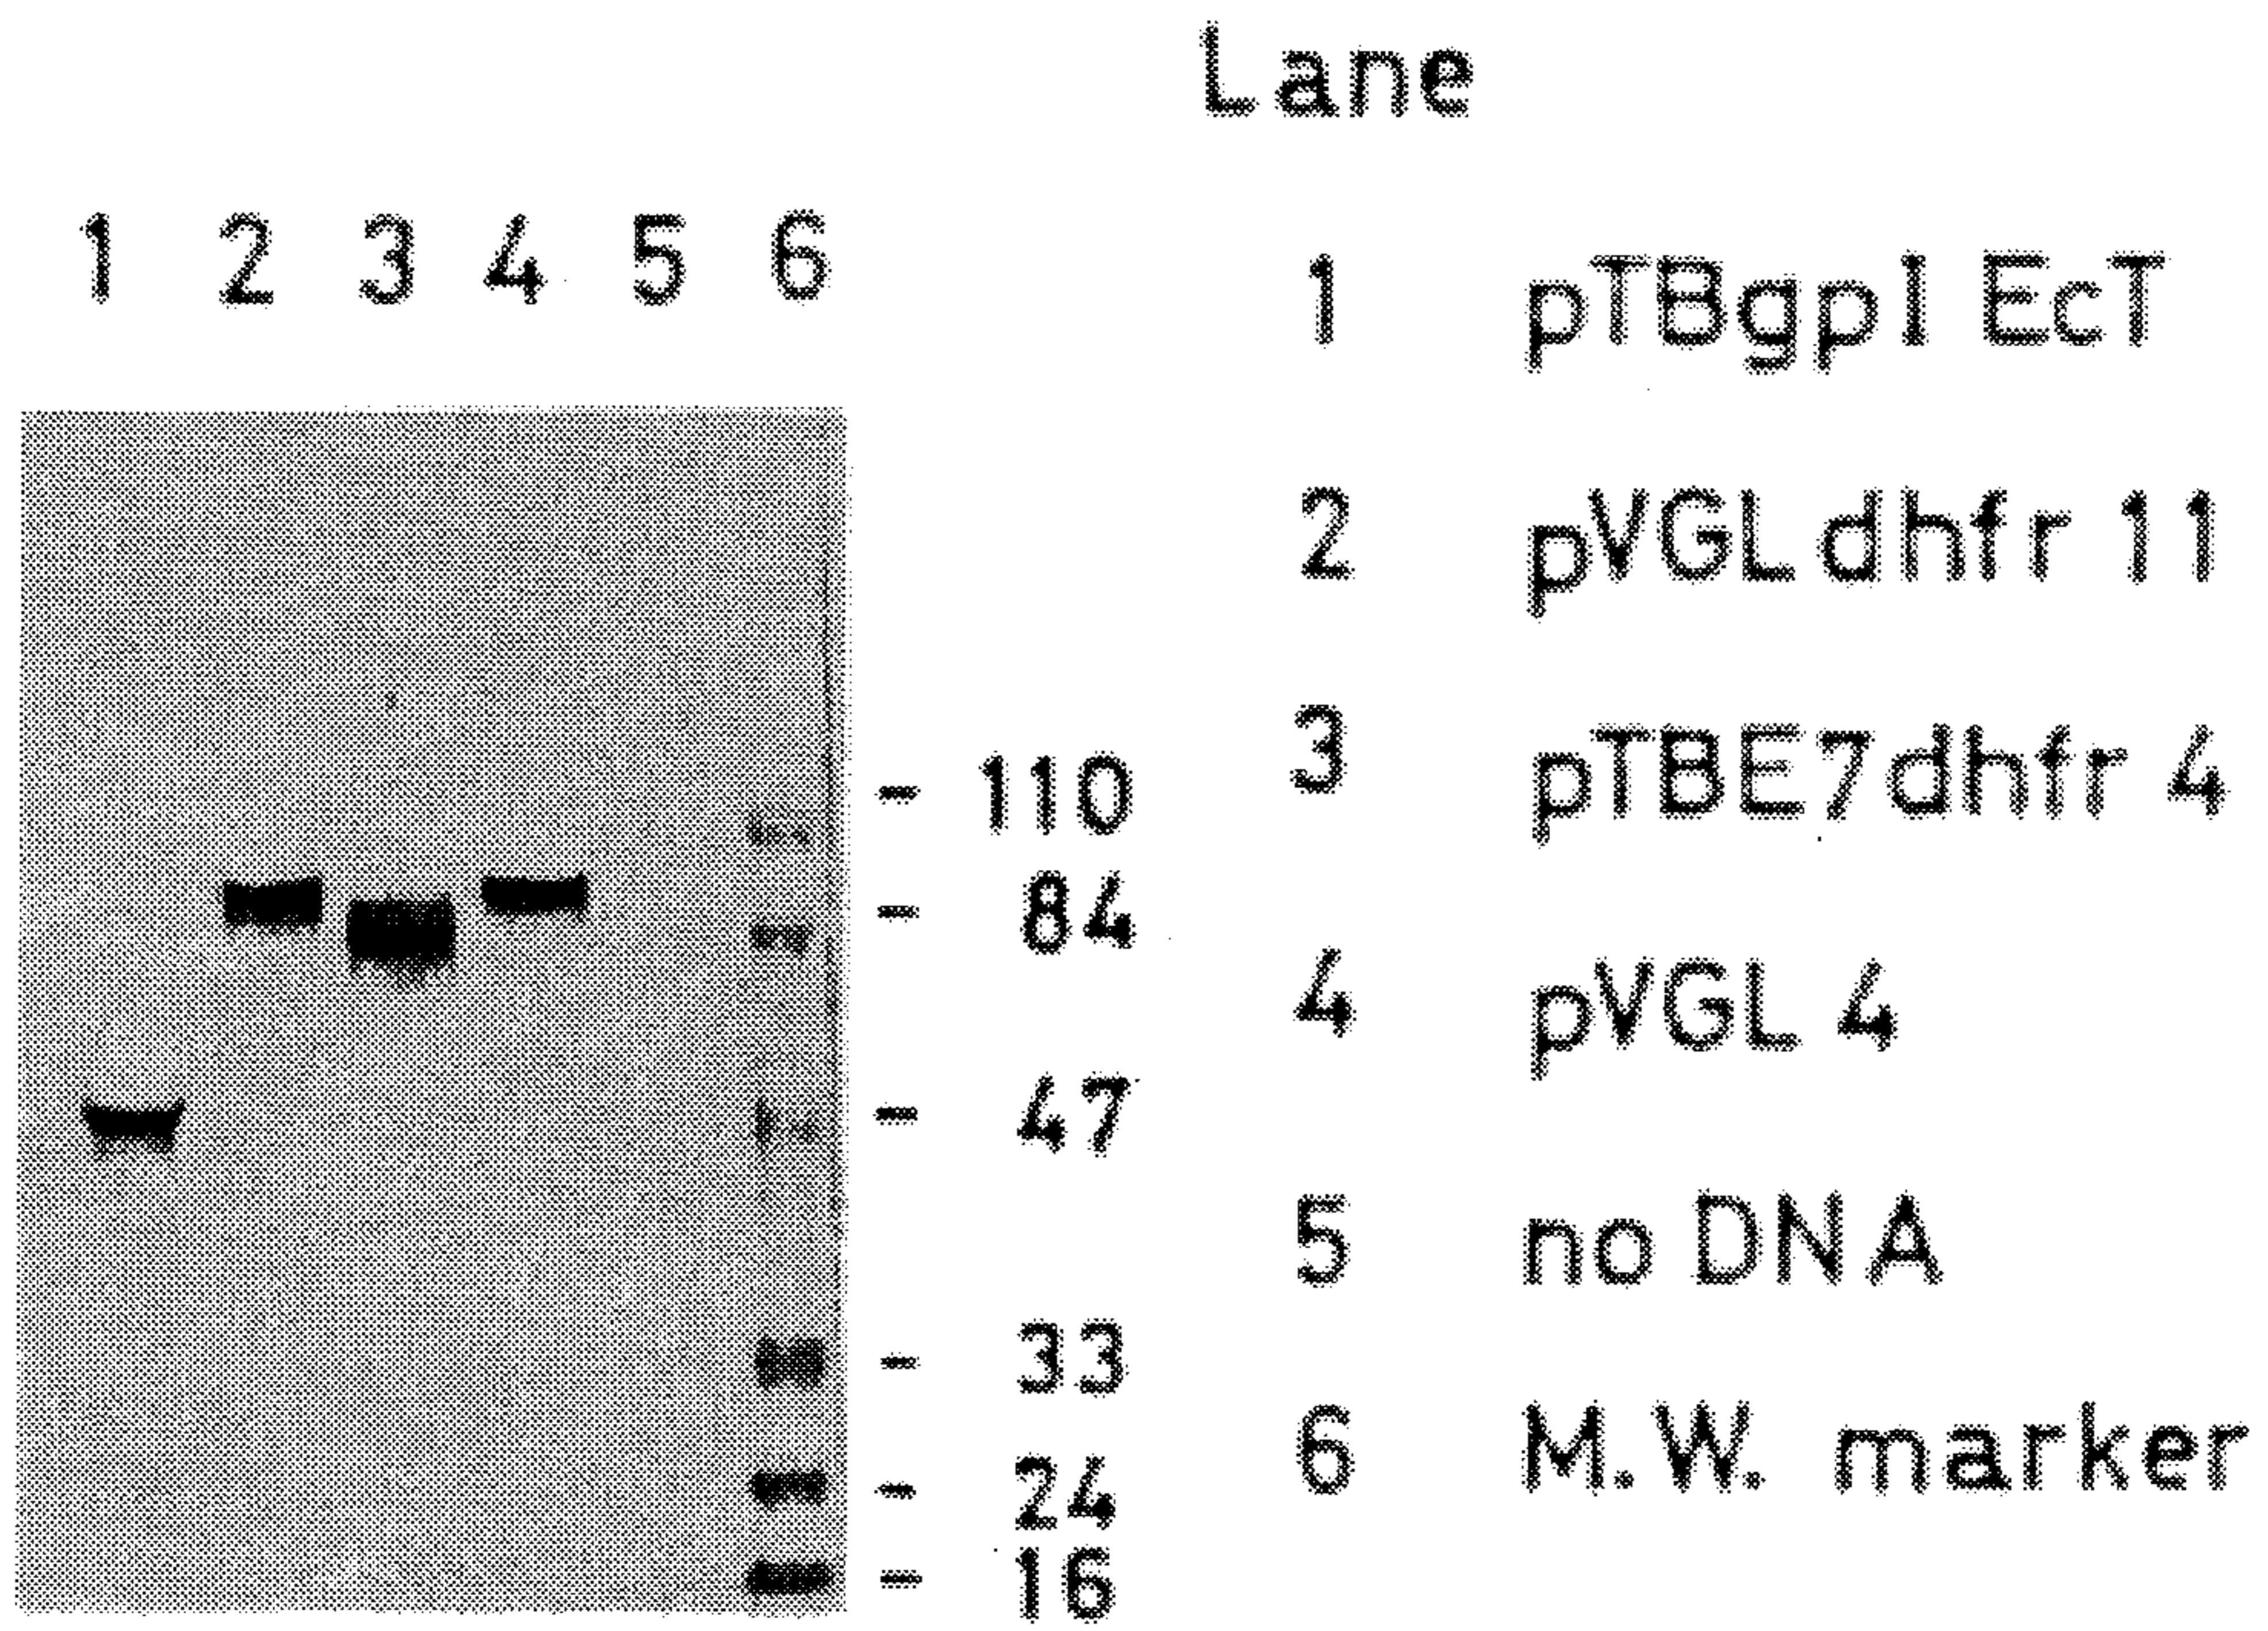 Lane
1 2 3 4 5 6
1 pTBgpI EcT
2 pVGLdhfr 11
3 pTBE7dhfr 4
110
84
4 pVGL 4
47
5 no DNA
33
6 M.W. marker
24
16